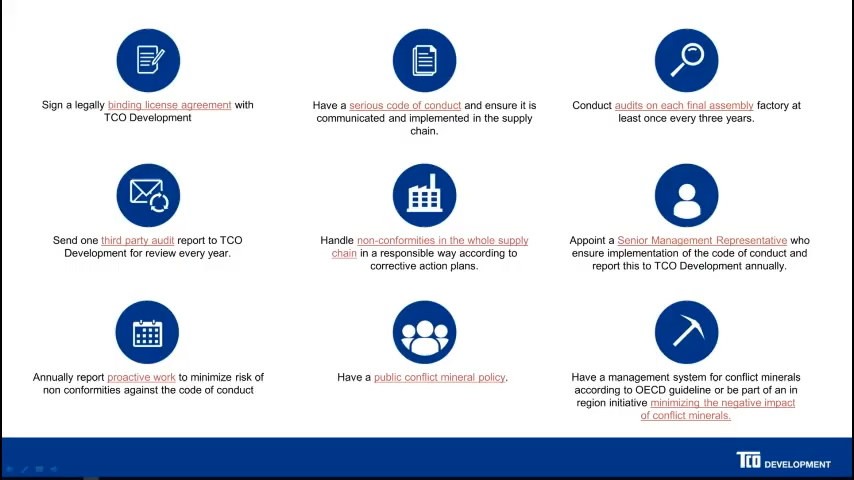 Sign a legally binding license agreement with
TCO Development
Have a serious code of conduct and ensure it is
communicated and implemented in the supply
chain.
Conduct audits on each final assembly factory at
least once every three years.
Send one third party audit report to TCO
Development for review every year.
Handle non-conformities in the whole supply
chain in a responsible way according to
corrective action plans.
Appoint a Senior Management Representative who
ensure implementation of the code of conduct and
report this to TCO Development annually.
Annually report proactive work to minimize risk of
non conformities against the code of conduct
Have a public conflict mineral policy.
Have a management system for conflict minerals
according to OECD guideline or be part of an in
region initiative minimizing the negative impact
of conflict minerals.
TCO DEVELOPMENT